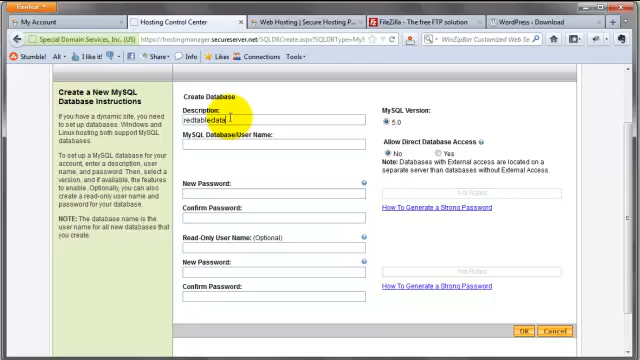 firefox
My Account
Hosting Control Center
Web Hosting | Secure Hosting P...
FileZilla - The free FTP solution
WordPress › Download
Special Domain Services, Inc. (US)
https://hostingmanager.secureserver.net/SQLDBCreate.aspx?SQLDBType=MyS
WinZipBar Customized Web Se
Stumble!
All
Share
Info
Likes
Connections
Tools
Create a New MySQL
Database Instructions
If you have a dynamic site, you
need to set up databases. Windows and
Linux hosting both support MySQL
databases.
To set up a MySQL database for your
account, enter a description, user
name, and password. Then, select a
version, and if available, the features
to enable. Optionally, you can also
create a read-only user name and
password for your database.
NOTE: The database name is the
user name for all new databases that
you create.
Create Database
Description:
redtabledata
MySQL Database/User Name:
New Password:
Confirm Password:
Read-Only User Name: (Optional)
New Password:
Confirm Password:
MySQL Version:
5.0
Allow Direct Database Access
No
Yes
Note: Databases with External access are located on a
separate server than databases without External Access.
Not Rated
How To Generate a Strong Password
Not Rated
How To Generate a Strong Password
OK
Cancel